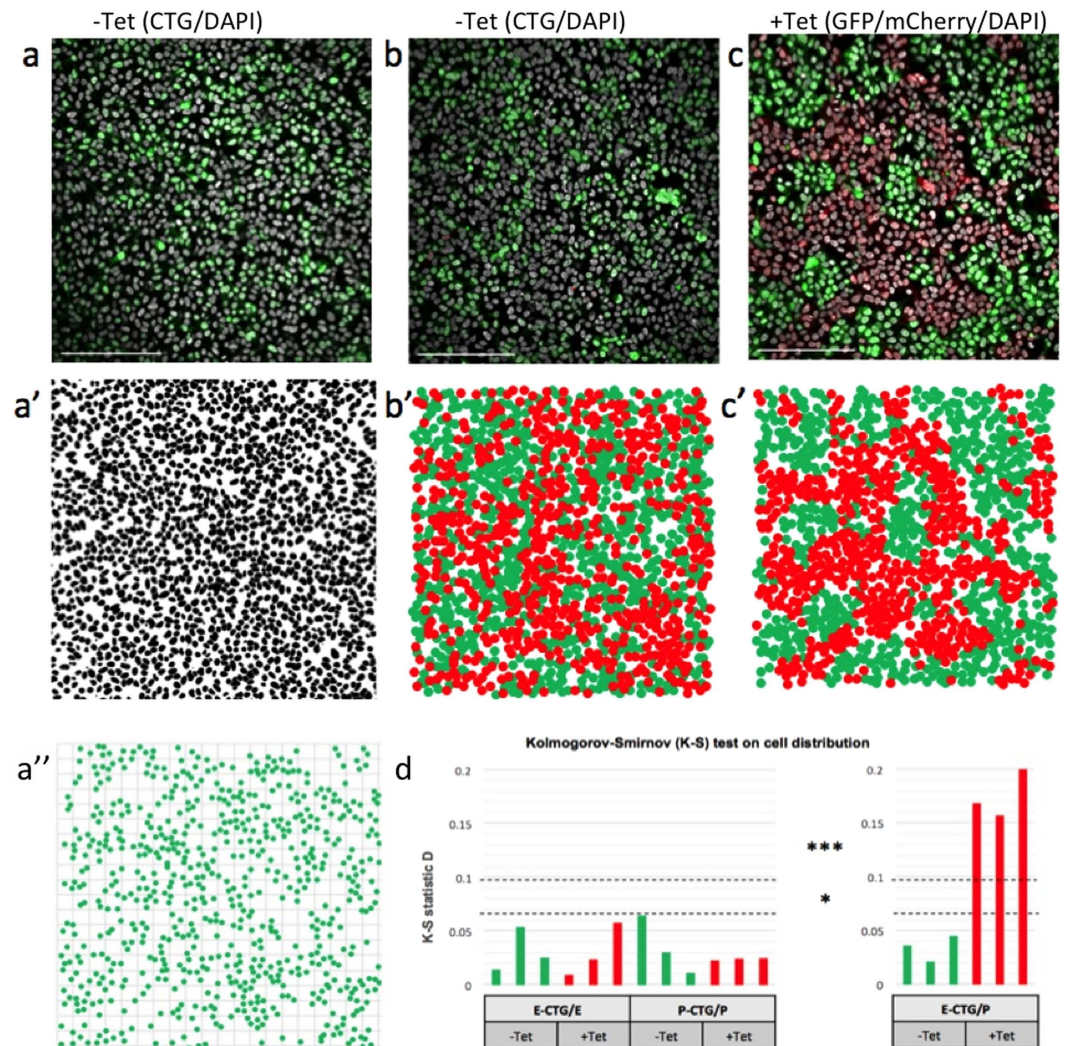 -Tet (CTG/DAPI) -Tet (CTG/DAPI) +Tet (GFP/mCherry/DAPI)
a b c
a’ b’ c’
a’’ d
Kolmogorov-Smirnov (K-S) test on cell distribution
K-S statistic D
0.2 0.2
0.15 0.15
***
0.1 0.1
*
0.05 0.05
0 0
E-CTG/E P-CTG/P E-CTG/P
-Tet +Tet -Tet +Tet -Tet +Tet